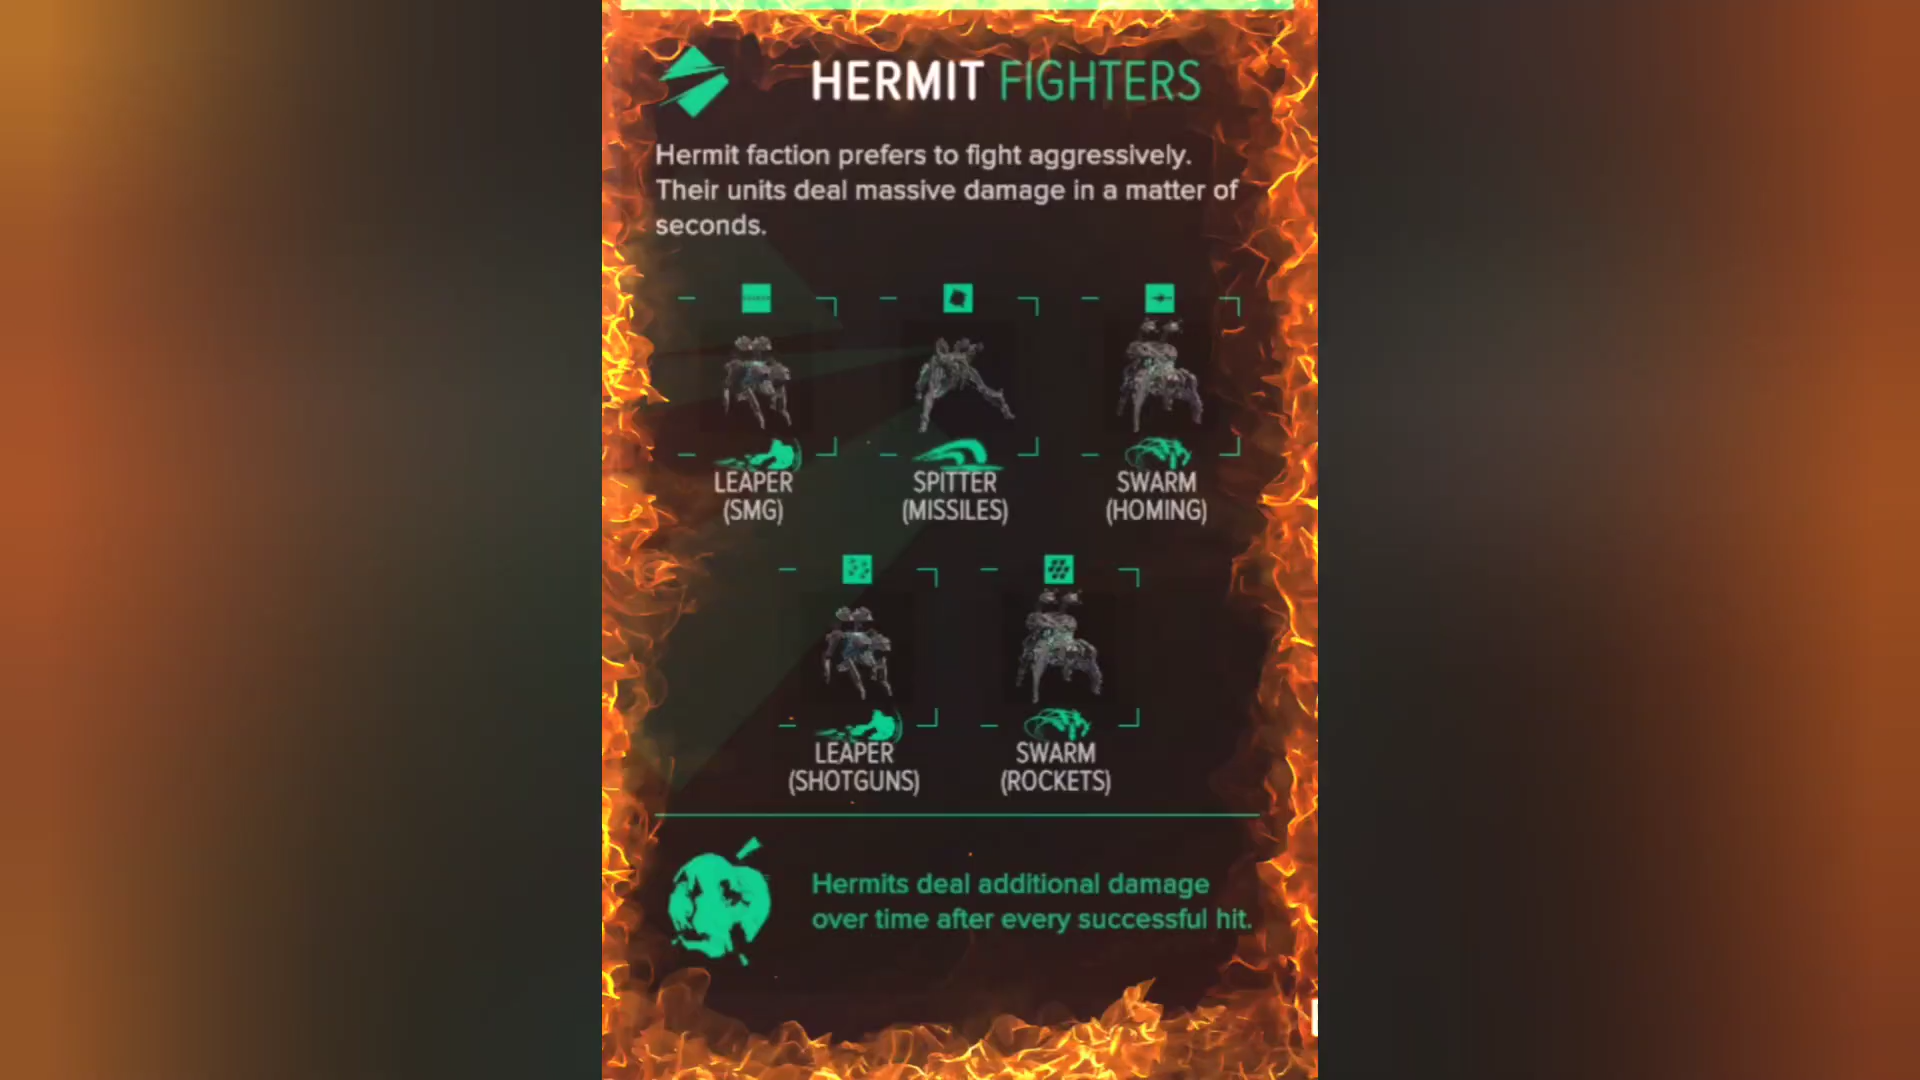 HERMIT FIGHTERS
Hermit faction prefers to fight aggressively.
Their units deal massive damage in a matter of
seconds.
LEAPER
(SMG)
SPITTER
(MISSILES)
SWARM
(HOMING)
LEAPER
(SHOTGUNS)
SWARM
(ROCKETS)
Hermits deal additional damage
over time after every successful hit.